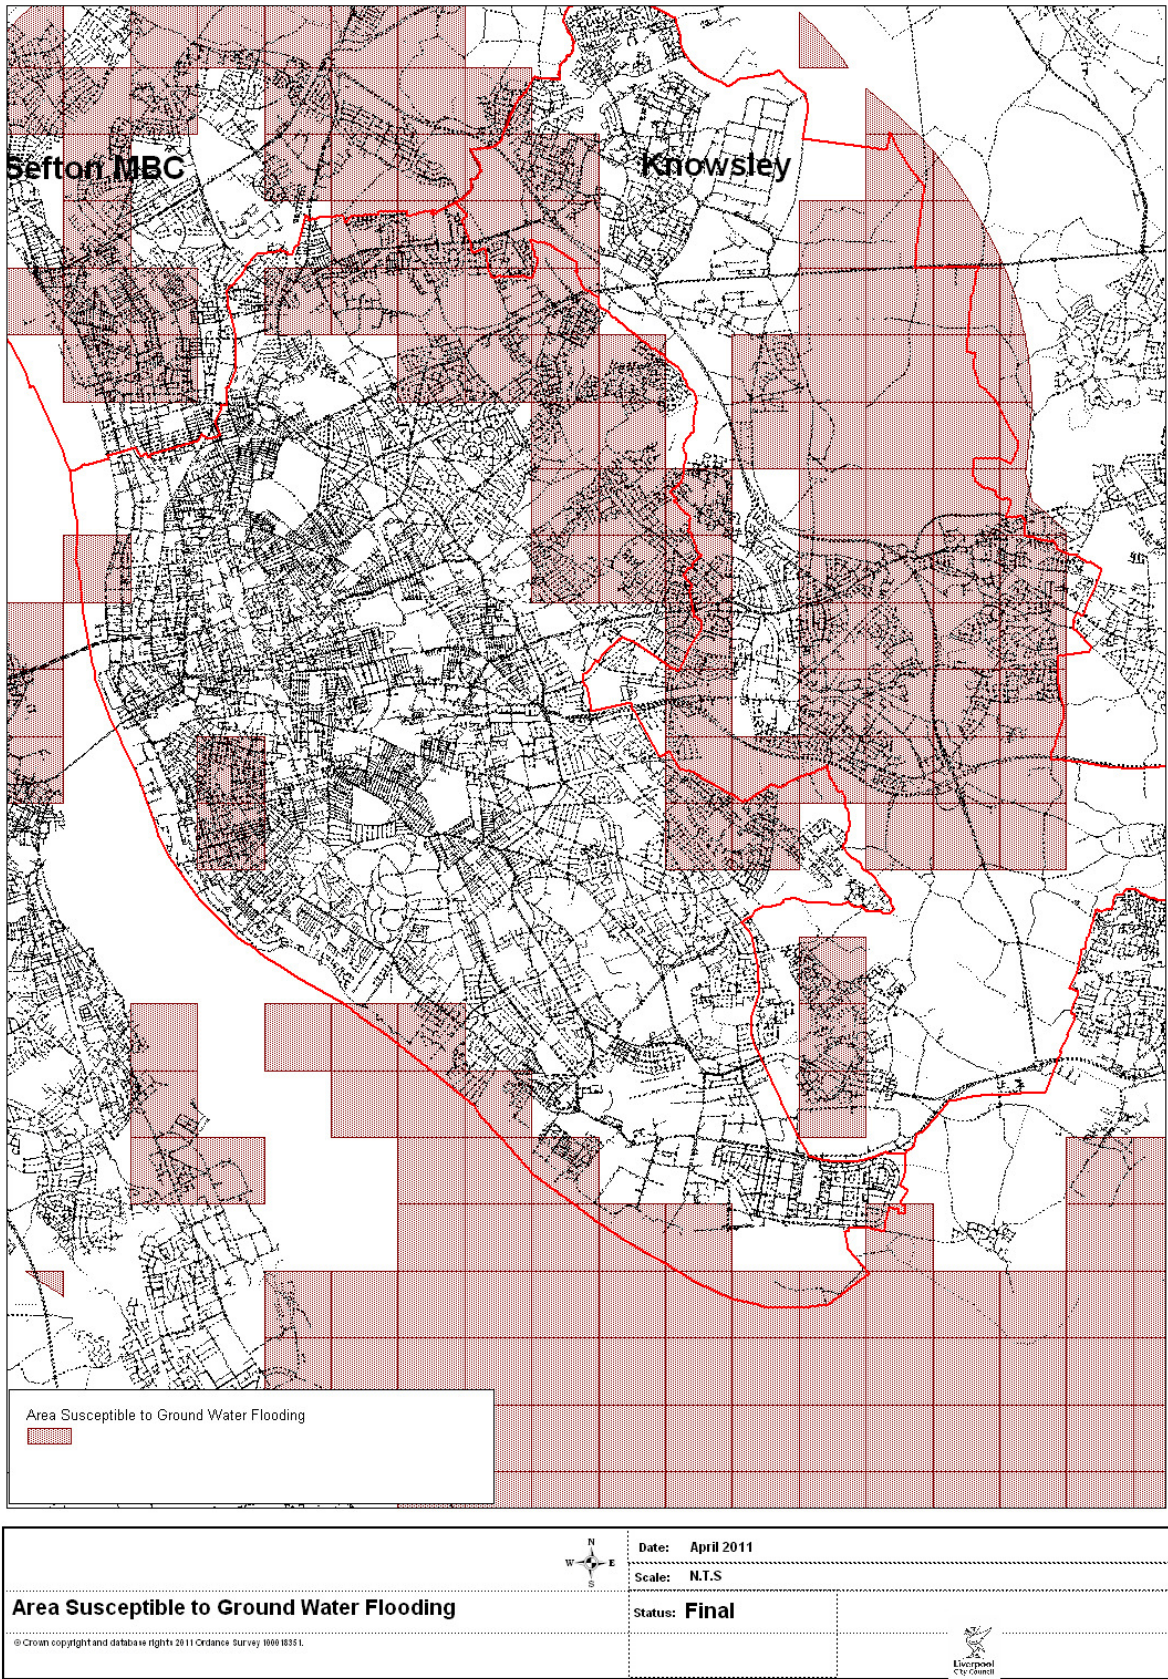 Sefton MBC
Knowsley
Area Susceptible to Ground Water Flooding
N
W E
S
Date: April 2011
Scale: N.T.S
Area Susceptible to Ground Water Flooding
Status: Final
© Crown copyright and database rights 2011 Ordance Survey 100018351.
Liverpool
City Council